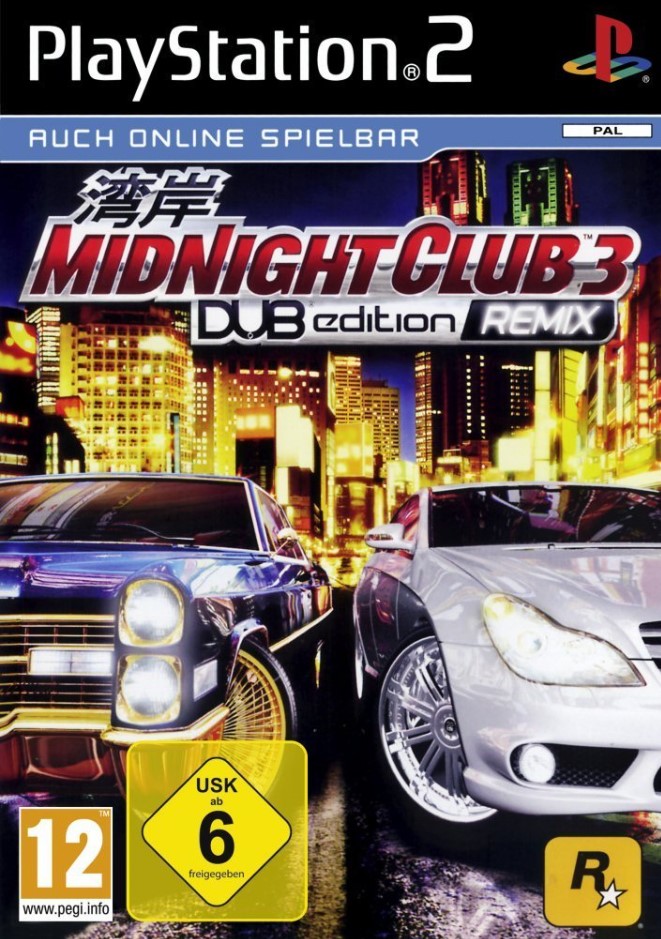 PlayStation®2
AUCH ONLINE SPIELBAR
PAL
湾岸
MIDNIGHT CLUB 3™
DUB edition REMIX
12™
www.pegi.info
USK
ab
6
freigegeben
R